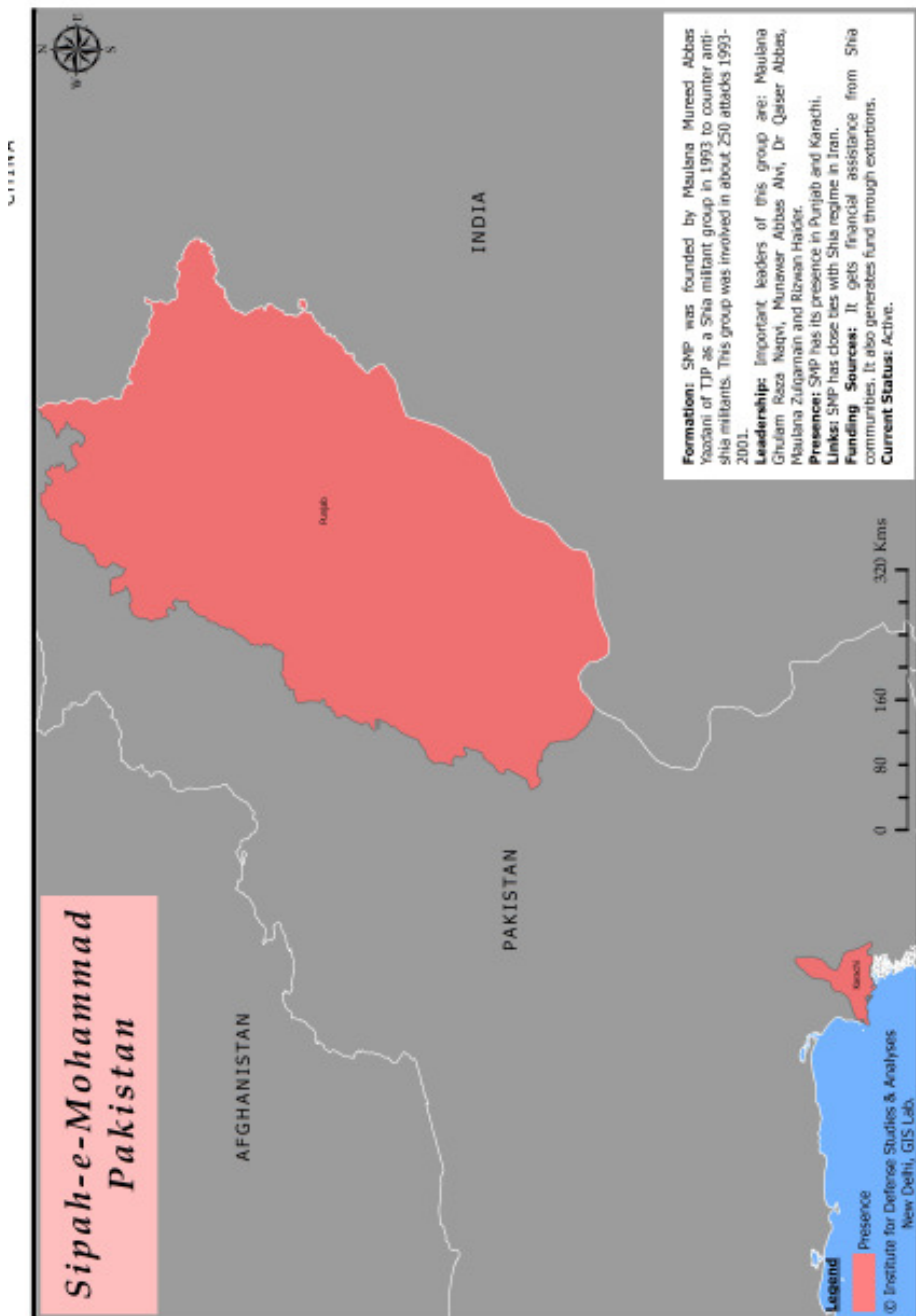 Sipah-e-Mohammad
Pakistan
CHINA
N
E
S
W
AFGHANISTAN
PAKISTAN
INDIA
Punjab
Karachi
Formation: SMP was founded by Maulana Mureed Abbas
Yazdani of TJP as a Shia militant group in 1993 to counter anti-
shia militants. This group was involved in about 250 attacks 1993-
2001.
Leadership: Important leaders of this group are: Maulana
Ghulam Raza Naqvi, Munawar Abbas Alvi, Dr Qaiser Abbas,
Maulana Zulqarnain and Rizwan Haider.
Presence: SMP has its presence in Punjab and Karachi.
Links: SMP has close ties with Shia regime in Iran.
Funding Sources: It gets financial assistance from Shia
communities. It also generates fund through extortions.
Current Status: Active.
0 80 160 320 Kms
Legend
Presence
© Institute for Defense Studies & Analyses
New Delhi, GIS Lab.